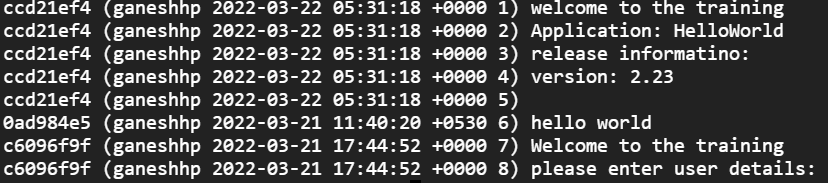 ccd21ef4 (ganeshhp 2022-03-22 05:31:18 +0000 1) welcome to the training
ccd21ef4 (ganeshhp 2022-03-22 05:31:18 +0000 2) Application: HelloWorld
ccd21ef4 (ganeshhp 2022-03-22 05:31:18 +0000 3) release informatino:
ccd21ef4 (ganeshhp 2022-03-22 05:31:18 +0000 4) version: 2.23
ccd21ef4 (ganeshhp 2022-03-22 05:31:18 +0000 5)
0ad984e5 (ganeshhp 2022-03-21 11:40:20 +0530 6) hello world
c6096f9f (ganeshhp 2022-03-21 17:44:52 +0000 7) Welcome to the training
c6096f9f (ganeshhp 2022-03-21 17:44:52 +0000 8) please enter user details: